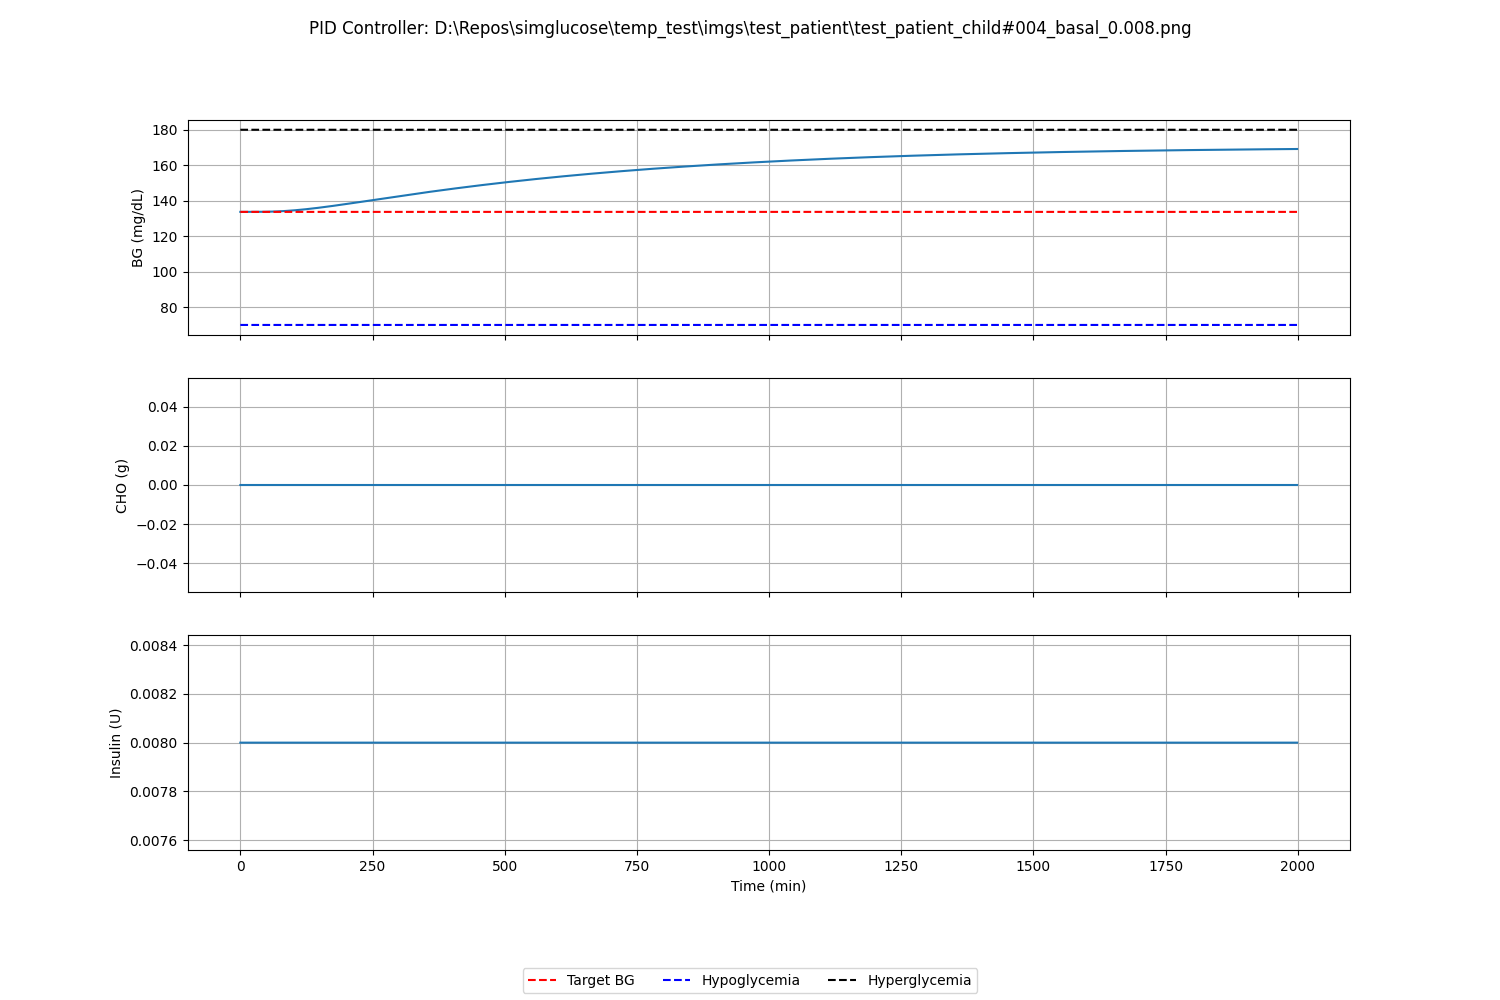 PID Controller: D:\Repos\simglucose\temp_test\imgs\test_patient\test_patient_child#004_basal_0.008.png
180
160
140
120
100
80
BG (mg/dL)
0.04
0.02
0.00
−0.02
−0.04
CHO (g)
0.0084
0.0082
0.0080
0.0078
0.0076
Insulin (U)
0 250 500 750 1000 1250 1500 1750 2000
Time (min)
Target BG Hypoglycemia Hyperglycemia